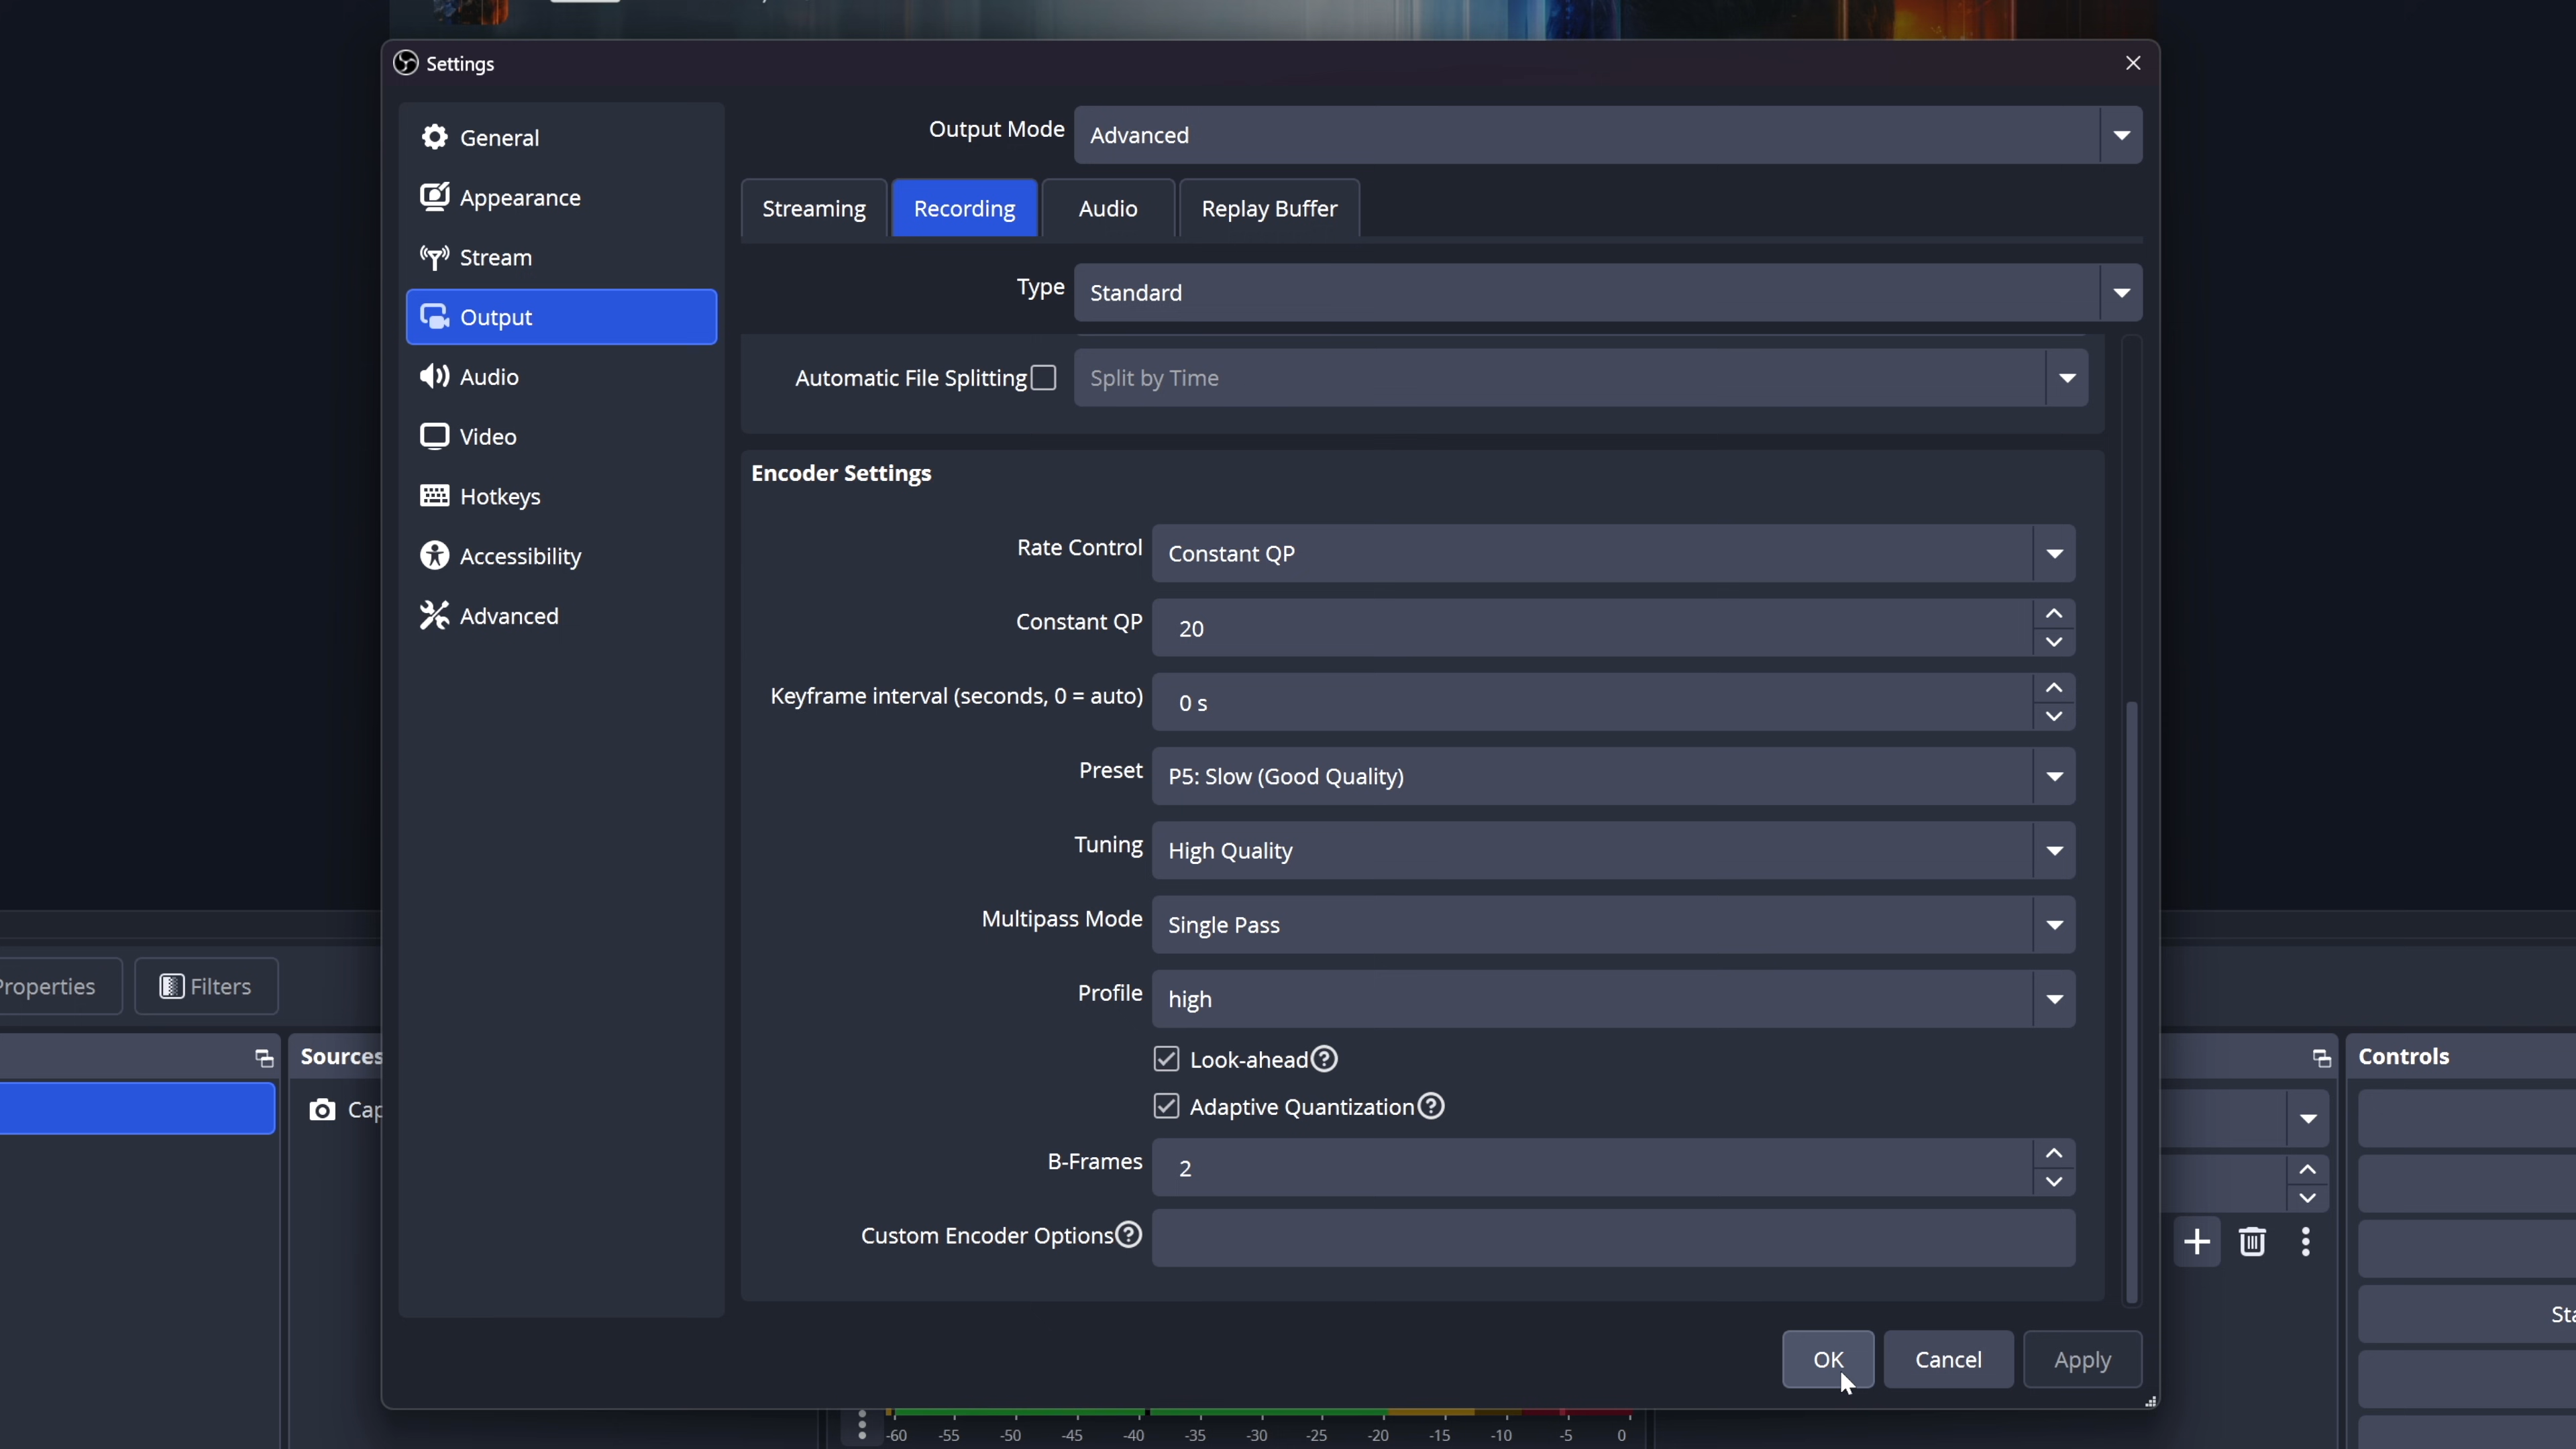 Settings
General
Appearance
Stream
Output
Audio
Video
Hotkeys
Accessibility
Advanced
Output Mode Advanced
Streaming Recording Audio Replay Buffer
Type Standard
Automatic File Splitting Split by Time
Encoder Settings
Rate Control Constant QP
Constant QP 20
Keyframe interval (seconds, 0 = auto) 0 s
Preset P5: Slow (Good Quality)
Tuning High Quality
Multipass Mode Single Pass
Profile high
Look-ahead
Adaptive Quantization
B-Frames 2
Custom Encoder Options
OK Cancel Apply
Properties Filters
Sources
Cap
Controls
Sta
-60 -55 -50 -45 -40 -35 -30 -25 -20 -15 -10 -5 0